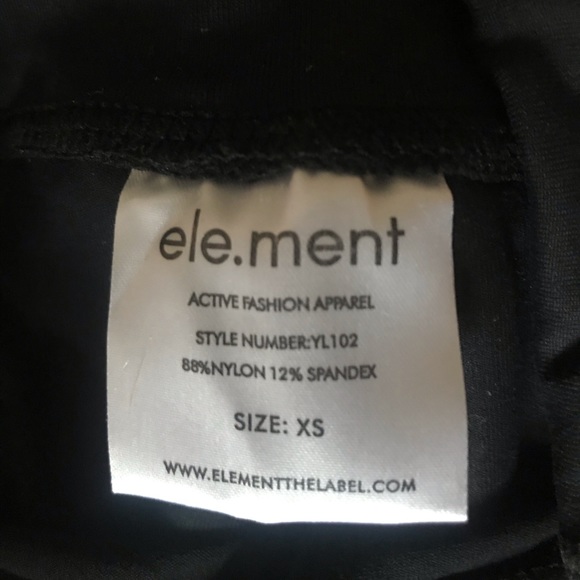 ele.ment
ACTIVE FASHION APPAREL
STYLE NUMBER:YL102
88%NYLON 12% SPANDEX
SIZE: XS
WWW.ELEMENTTHELABEL.COM